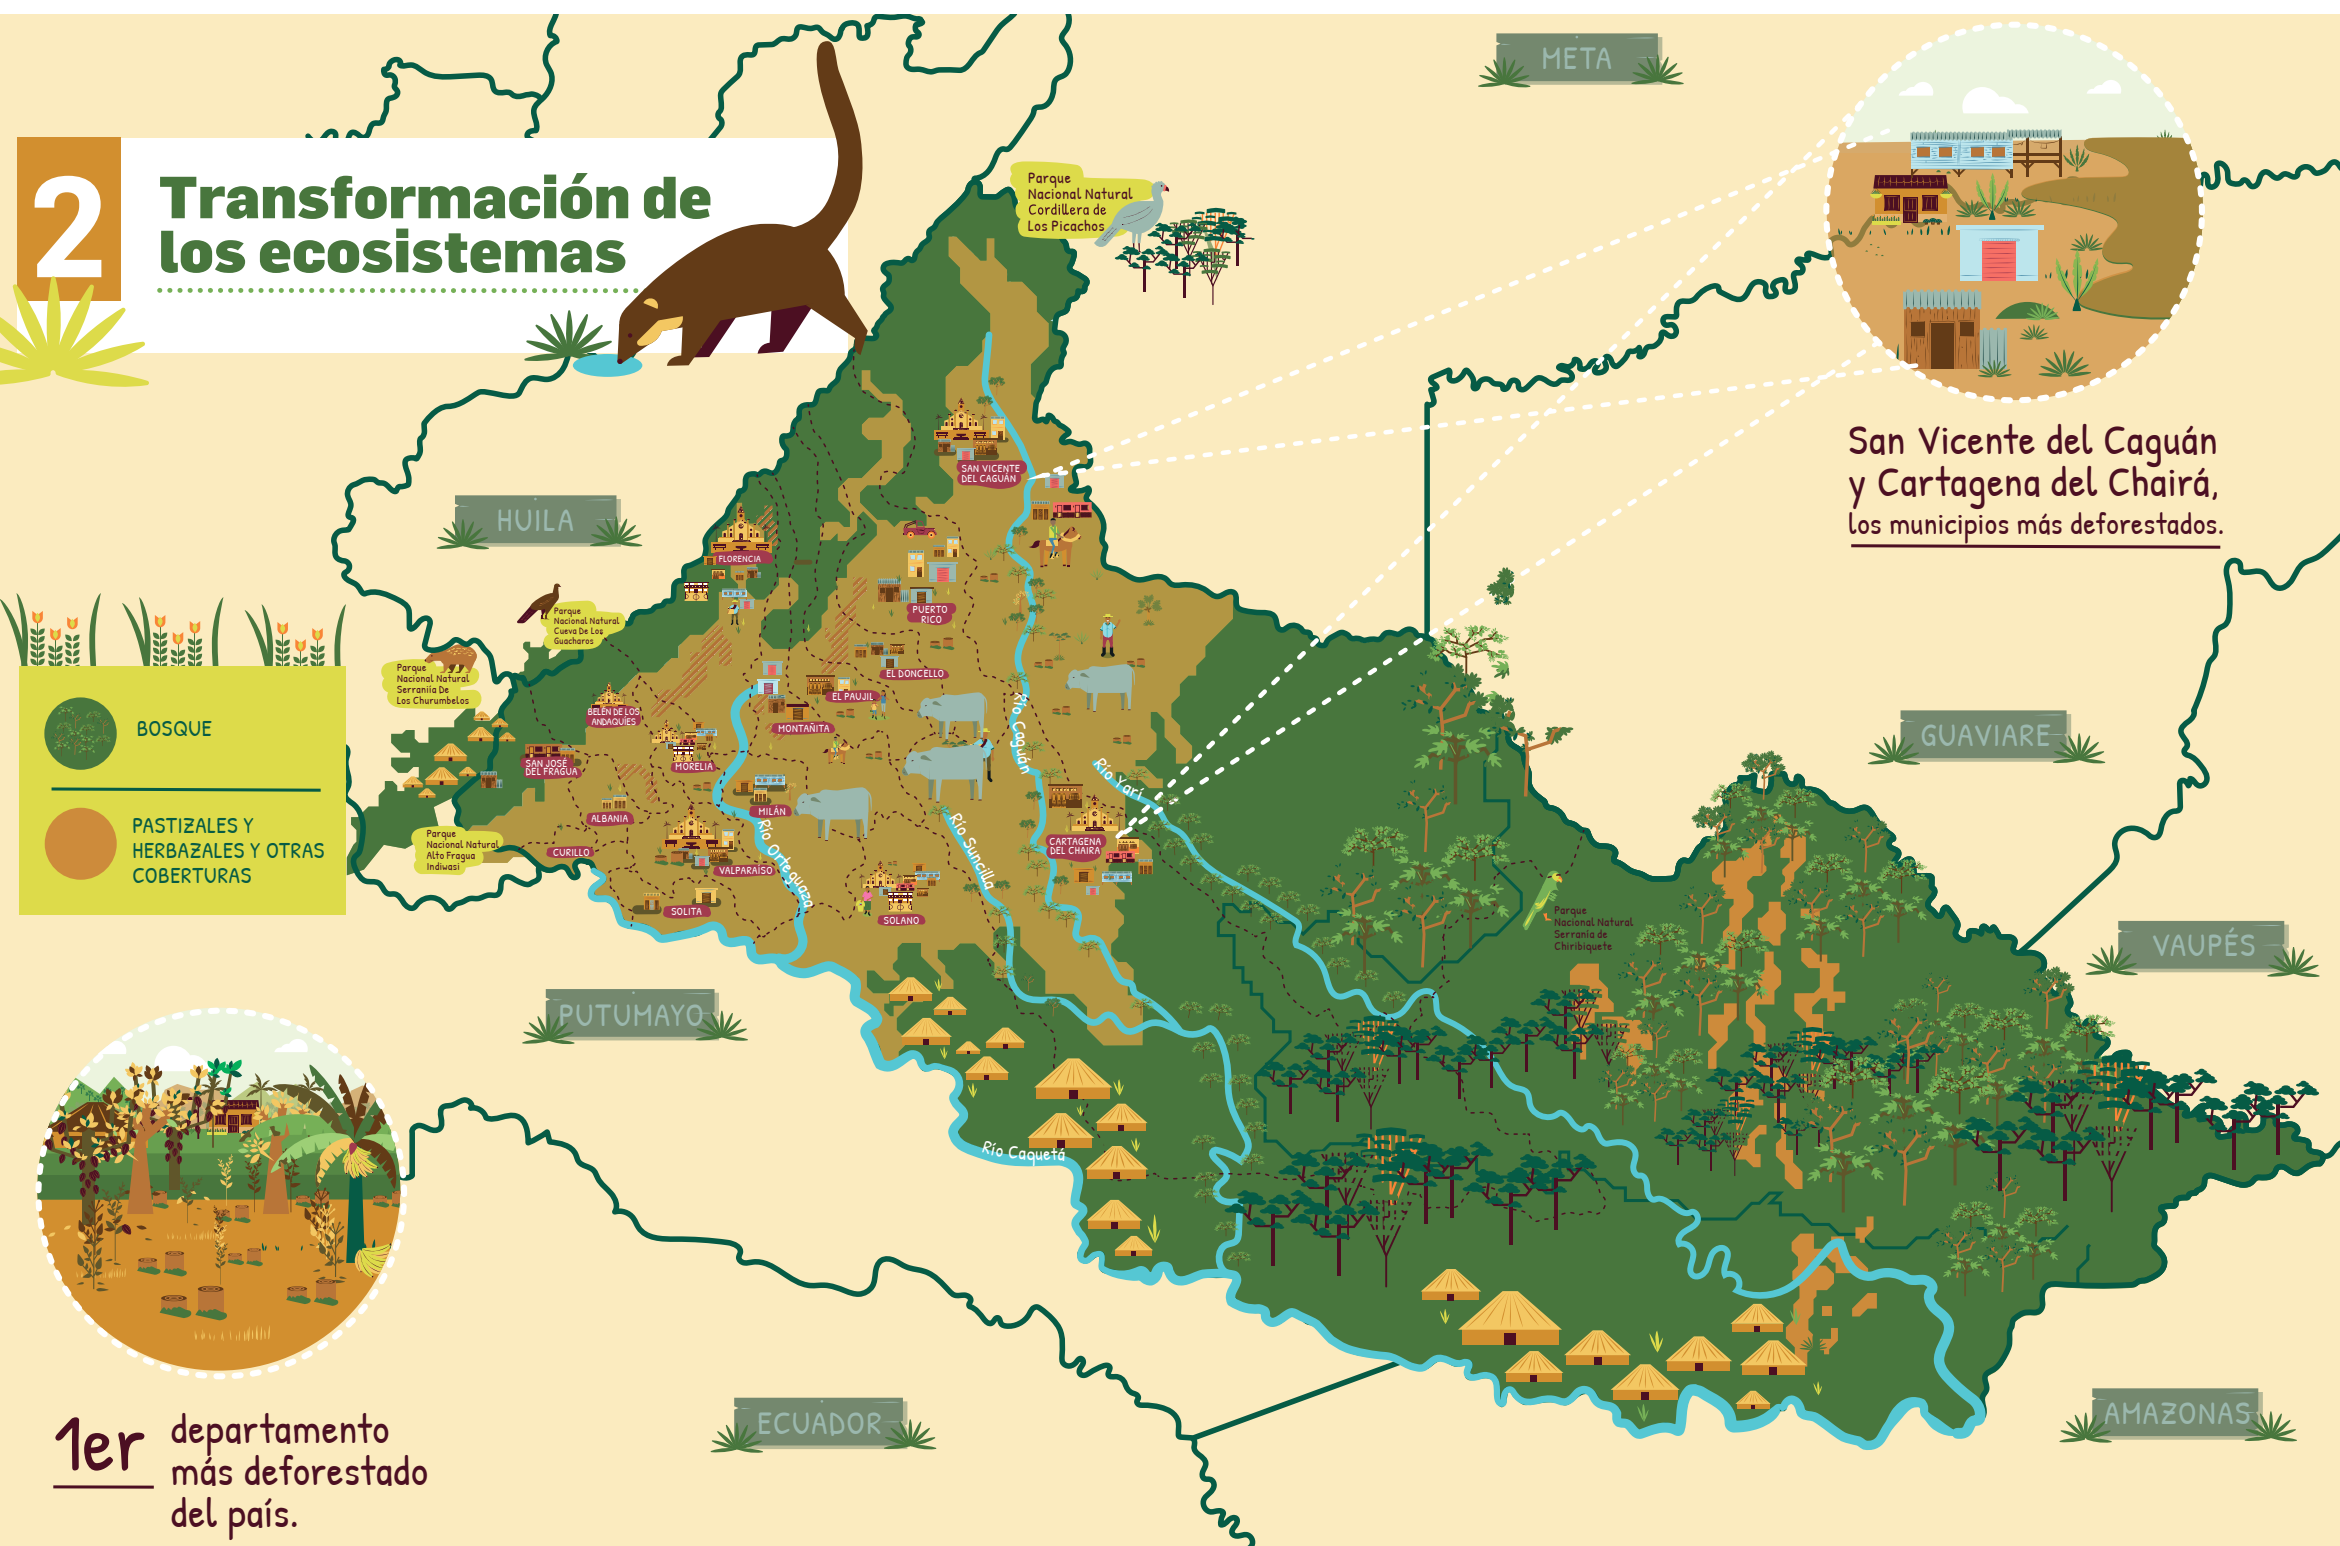 2
Transformación de
los ecosistemas
META
Parque
Nacional Natural
Cordillera de
Los Picachos
San Vicente del Caguán
y Cartagena del Chairá,
los municipios más deforestados.
HUILA
SAN VICENTE
DEL CAGUÁN
FLORENCIA
Parque
Nacional Natural
Cueva De Los
Guacharos
PUERTO
RICO
Parque
Nacional Natural
Serraniía De
Los Churumbelos
EL DONCELLO
EL PAUJIL
BELÉN DE LOS
ANDAQUÍES
MONTAÑITA
BOSQUE
Río Caguán
GUAVIARE
SAN JOSÉ
DEL FRAGUA
MORELIA
Río Yarí
PASTIZALES Y
HERBAZALES Y OTRAS
COBERTURAS
ALBANIA
MILÁN
Río Orteguaza
Río Suncilla
CARTAGENA
DEL CHAIRA
Parque
Nacional Natural
Alto Fragua
Indiwasi
CURILLO
VALPARAÍSO
SOLITA
SOLANO
Parque
Nacional Natural
Serranía de
Chiribiquete
VAUPÉS
PUTUMAYO
Río Caquetá
1er
departamento
más deforestado
del país.
ECUADOR
AMAZONAS